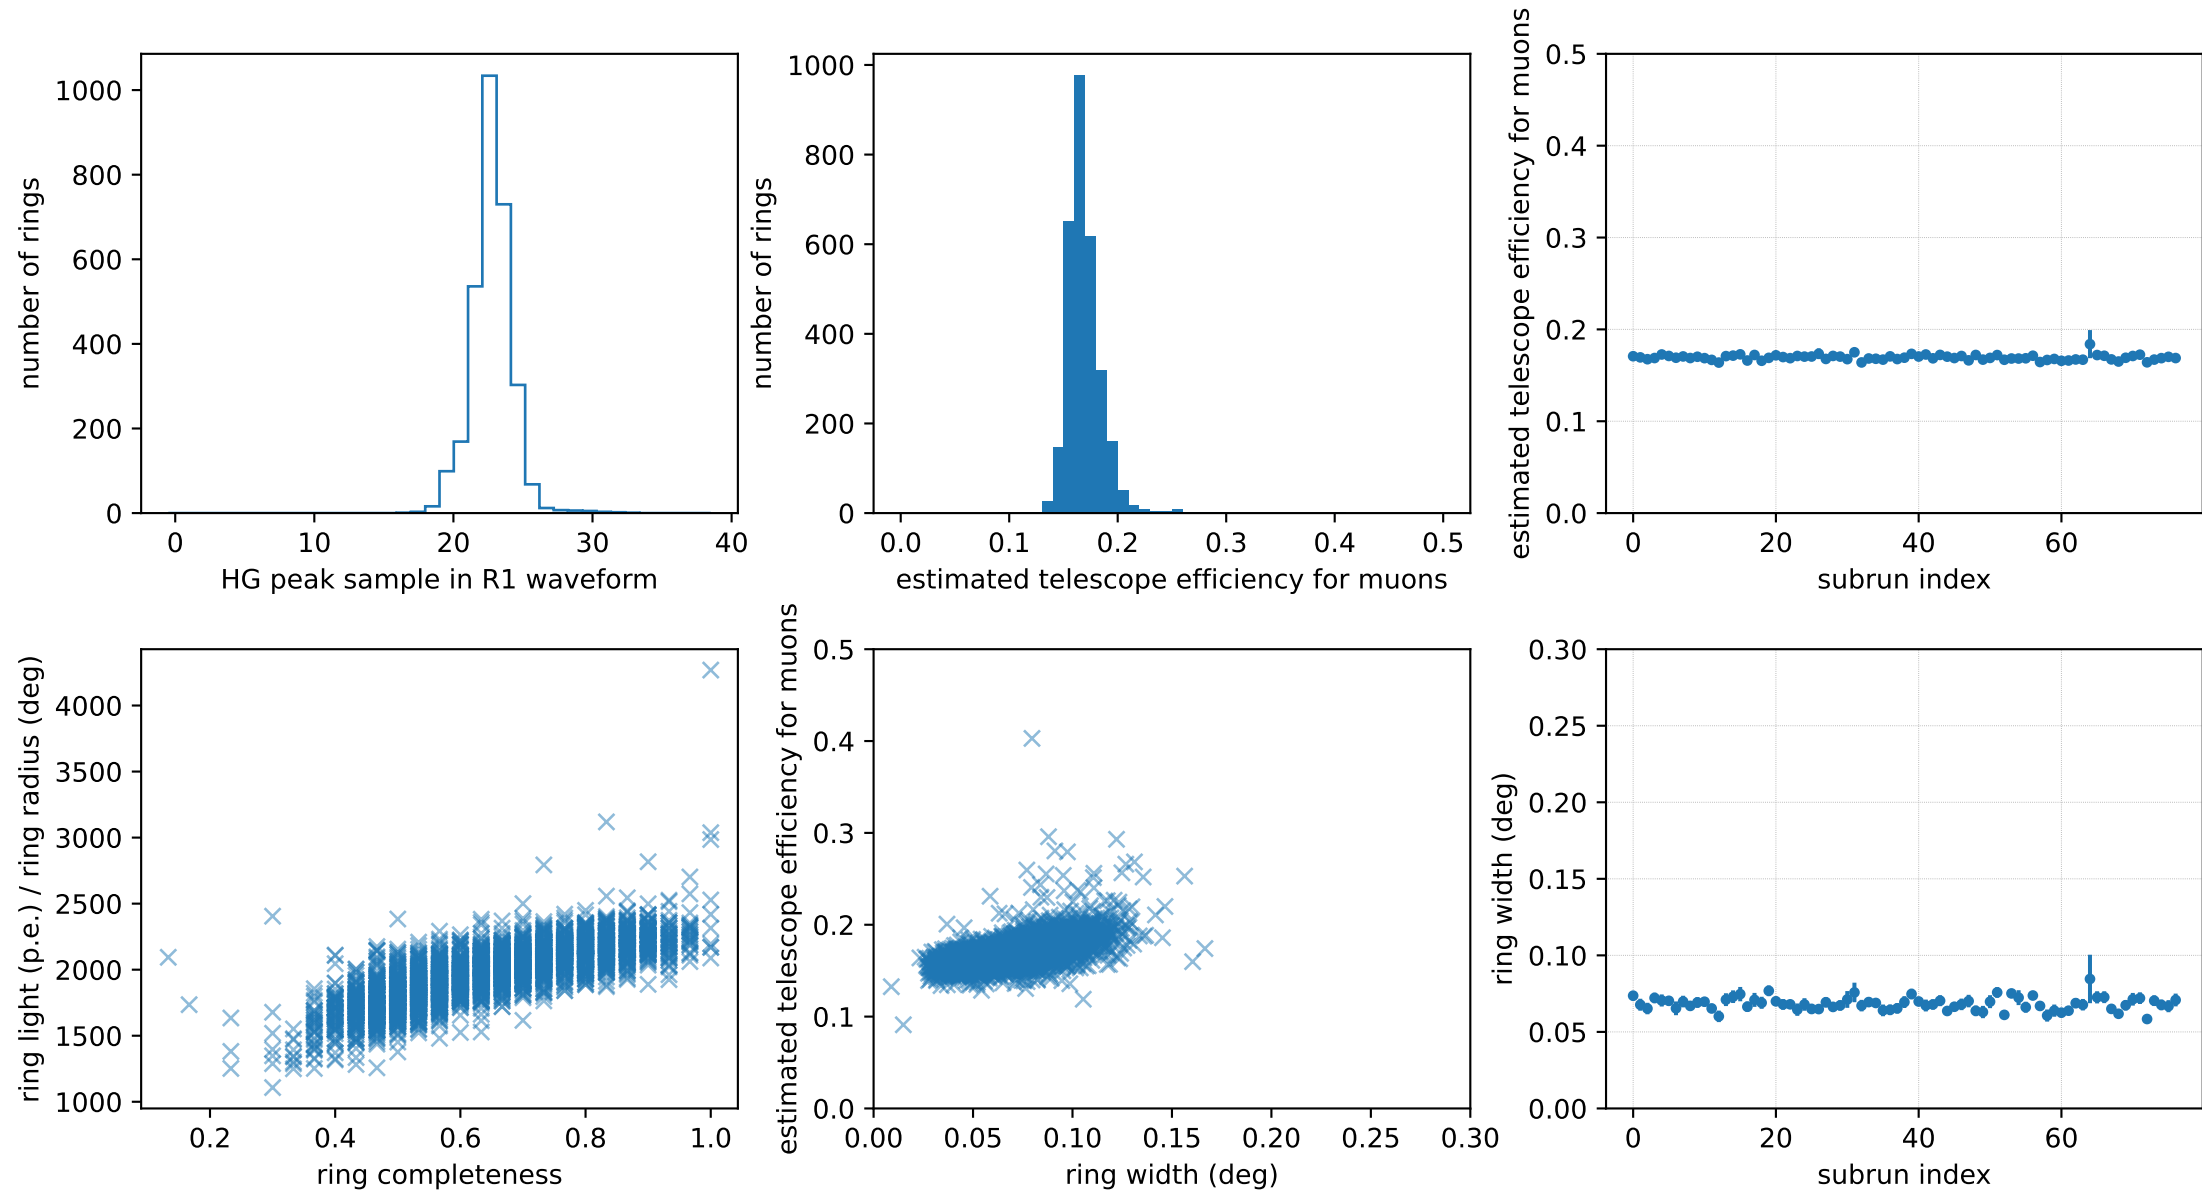 number of rings
1000
800
600
400
200
0
0 10 20 30 40
HG peak sample in R1 waveform
number of rings
1000
800
600
400
200
0
0.0 0.1 0.2 0.3 0.4 0.5
estimated telescope efficiency for muons
estimated telescope efficiency for muons
0.5
0.4
0.3
0.2
0.1
0.0
0 20 40 60
subrun index
ring light (p.e.) / ring radius (deg)
4000
3500
3000
2500
2000
1500
1000
0.2 0.4 0.6 0.8 1.0
ring completeness
estimated telescope efficiency for muons
0.5
0.4
0.3
0.2
0.1
0.0
0.00 0.05 0.10 0.15 0.20 0.25 0.30
ring width (deg)
ring width (deg)
0.30
0.25
0.20
0.15
0.10
0.05
0.00
0 20 40 60
subrun index